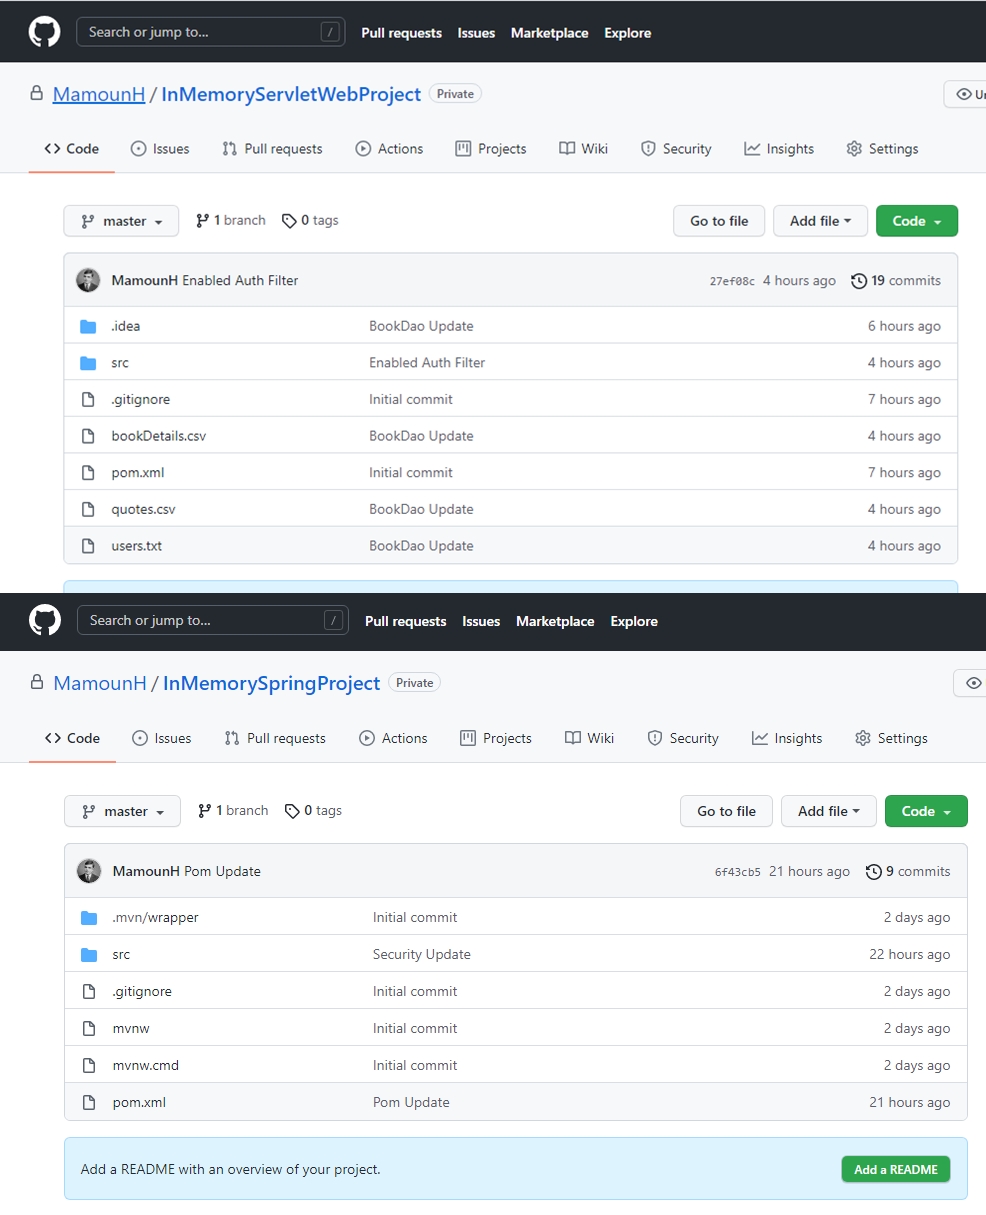 Search or jump to... / Pull requests Issues Marketplace Explore
MamounH / InMemoryServletWebProject Private
Code Issues Pull requests Actions Projects Wiki Security Insights Settings
master 1 branch 0 tags Go to file Add file Code
MamounH Enabled Auth Filter 27ef08c 4 hours ago 19 commits
.idea BookDao Update 6 hours ago
src Enabled Auth Filter 4 hours ago
.gitignore Initial commit 7 hours ago
bookDetails.csv BookDao Update 4 hours ago
pom.xml Initial commit 7 hours ago
quotes.csv BookDao Update 4 hours ago
users.txt BookDao Update 4 hours ago
Search or jump to... / Pull requests Issues Marketplace Explore
MamounH / InMemorySpringProject Private
Code Issues Pull requests Actions Projects Wiki Security Insights Settings
master 1 branch 0 tags Go to file Add file Code
MamounH Pom Update 6f43cb5 21 hours ago 9 commits
.mvn/wrapper Initial commit 2 days ago
src Security Update 22 hours ago
.gitignore Initial commit 2 days ago
mvnw Initial commit 2 days ago
mvnw.cmd Initial commit 2 days ago
pom.xml Pom Update 21 hours ago
Add a README with an overview of your project. Add a README